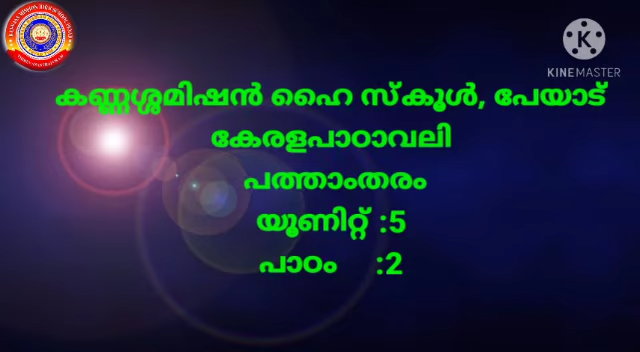 KINEMASTER
കണ്ണശ്ശമിഷൻ ഹൈ സ്കൂൾ, പേയാട്
കേരളപാഠാവലി
പത്താംതരം
യൂണിറ്റ് :5
പാഠം :2